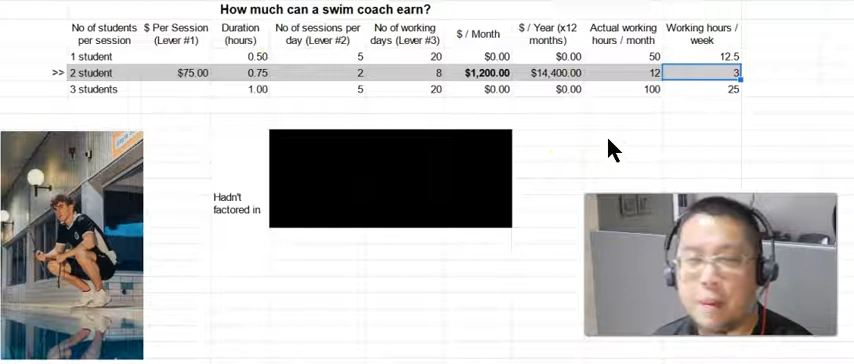 How much can a swim coach earn?
No of students per session $ Per Session (Lever #1) Duration (hours) No of sessions per day (Lever #2) No of working days (Lever #3) $ / Month $ / Year (x12 months) Actual working hours / month Working hours / week
1 student 0.50 5 20 $0.00 $0.00 50 12.5
>> 2 student $75.00 0.75 2 8 $1,200.00 $14,400.00 12 3
3 students 1.00 5 20 $0.00 $0.00 100 25
Hadn't
factored in